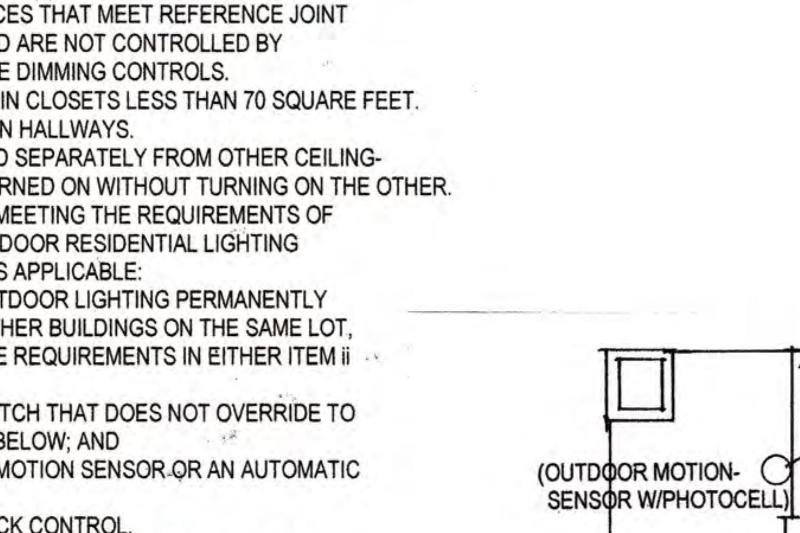 CES THAT MEET REFERENCE JOINT
D ARE NOT CONTROLLED BY
E DIMMING CONTROLS.
IN CLOSETS LESS THAN 70 SQUARE FEET.
N HALLWAYS.
D SEPARATELY FROM OTHER CEILING-
RNED ON WITHOUT TURNING ON THE OTHER.
MEETING THE REQUIREMENTS OF
DOOR RESIDENTIAL LIGHTING
S APPLICABLE:
TDOOR LIGHTING PERMANENTLY
HER BUILDINGS ON THE SAME LOT,
E REQUIREMENTS IN EITHER ITEM ii
TCH THAT DOES NOT OVERRIDE TO
BELOW; AND
MOTION SENSOR OR AN AUTOMATIC
CK CONTROL.
(OUTDOOR MOTION-
SENSOR W/PHOTOCELL)